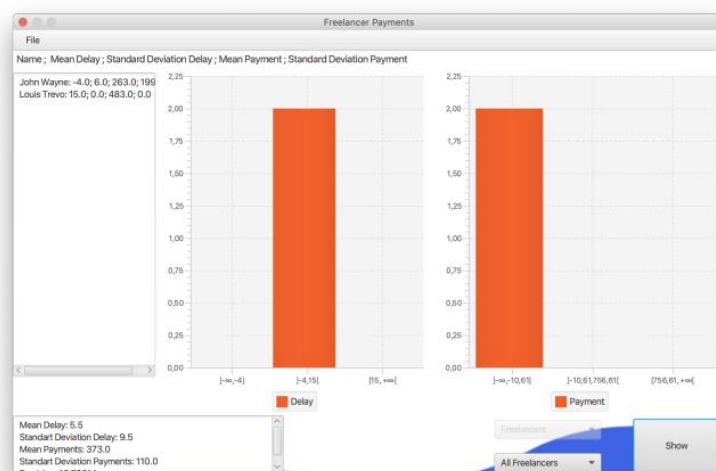 Freelancer Payments
File
Name ; Mean Delay ; Standard Deviation Delay ; Mean Payment ; Standard Deviation Payment
John Wayne: -4.0; 6.0; 263.0; 199
Louis Trevo: 15.0; 0.0; 483.0; 0.0
2,25
2,00
1,75
1,50
1,25
1,00
0,75
0,50
0,25
0,00
]-∞,-4]
]-4,15[
[15, +∞[
Delay
2,25
2,00
1,75
1,50
1,25
1,00
0,75
0,50
0,25
0,00
]-∞,-10,61]
]-10,61,756,61[
[756,61, +∞[
Payment
Mean Delay: 5.5
Standart Deviation Delay: 9.5
Mean Payments: 373.0
Standart Deviation Payments: 110.0
Freelancers
All Freelancers
Show